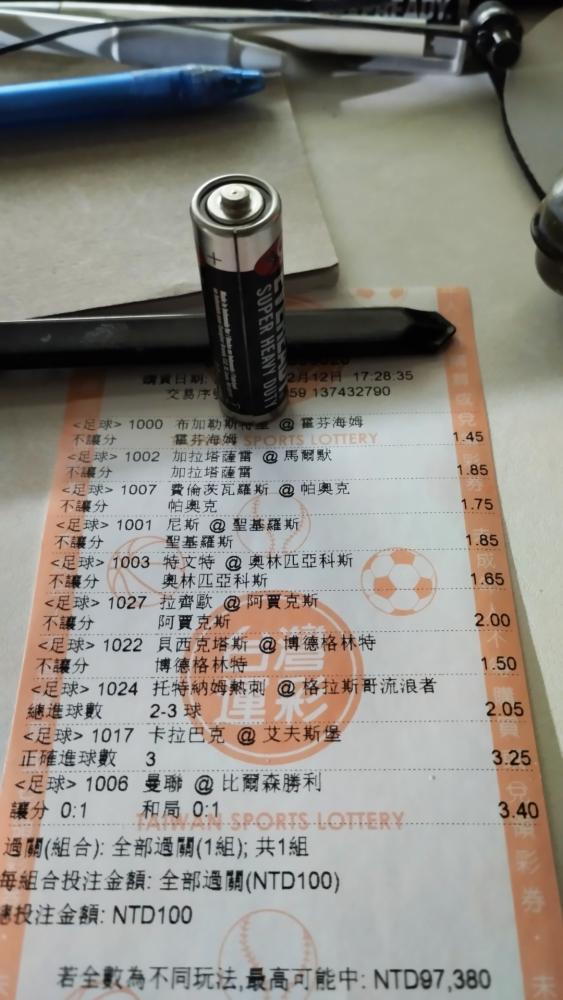 READY
EVEREADY
SUPER HEAVY DUTY
購買日期: 2月12日 17:28:35
交易序號 59 137432790
<足球> 1000 布加勒斯特星 @ 霍芬海姆
不讓分 霍芬海姆 1.45
<足球> 1002 加拉塔薩雷 @ 馬爾默
不讓分 加拉塔薩雷 1.85
<足球> 1007 費倫茨瓦羅斯 @ 帕奧克
不讓分 帕奧克 1.75
<足球> 1001 尼斯 @ 聖基羅斯
不讓分 聖基羅斯 1.85
<足球> 1003 特文特 @ 奧林匹亞科斯
不讓分 奧林匹亞科斯 1.65
<足球> 1027 拉齊歐 @ 阿賈克斯
不讓分 阿賈克斯 2.00
<足球> 1022 貝西克塔斯 @ 博德格林特
不讓分 博德格林特 1.50
<足球> 1024 托特納姆熱刺 @ 格拉斯哥流浪者
總進球數 2-3 球 2.05
<足球> 1017 卡拉巴克 @ 艾夫斯堡
正確進球數 3 3.25
<足球> 1006 曼聯 @ 比爾森勝利
讓分 0:1 和局 0:1 3.40
過關(組合): 全部過關(1組); 共1組
每組合投注金額: 全部過關(NTD100)
總投注金額: NTD100
若全數為不同玩法,最高可能中: NTD97,380
SPORTS LOTTERY
台灣運彩
TAIWAN SPORTS LOTTERY